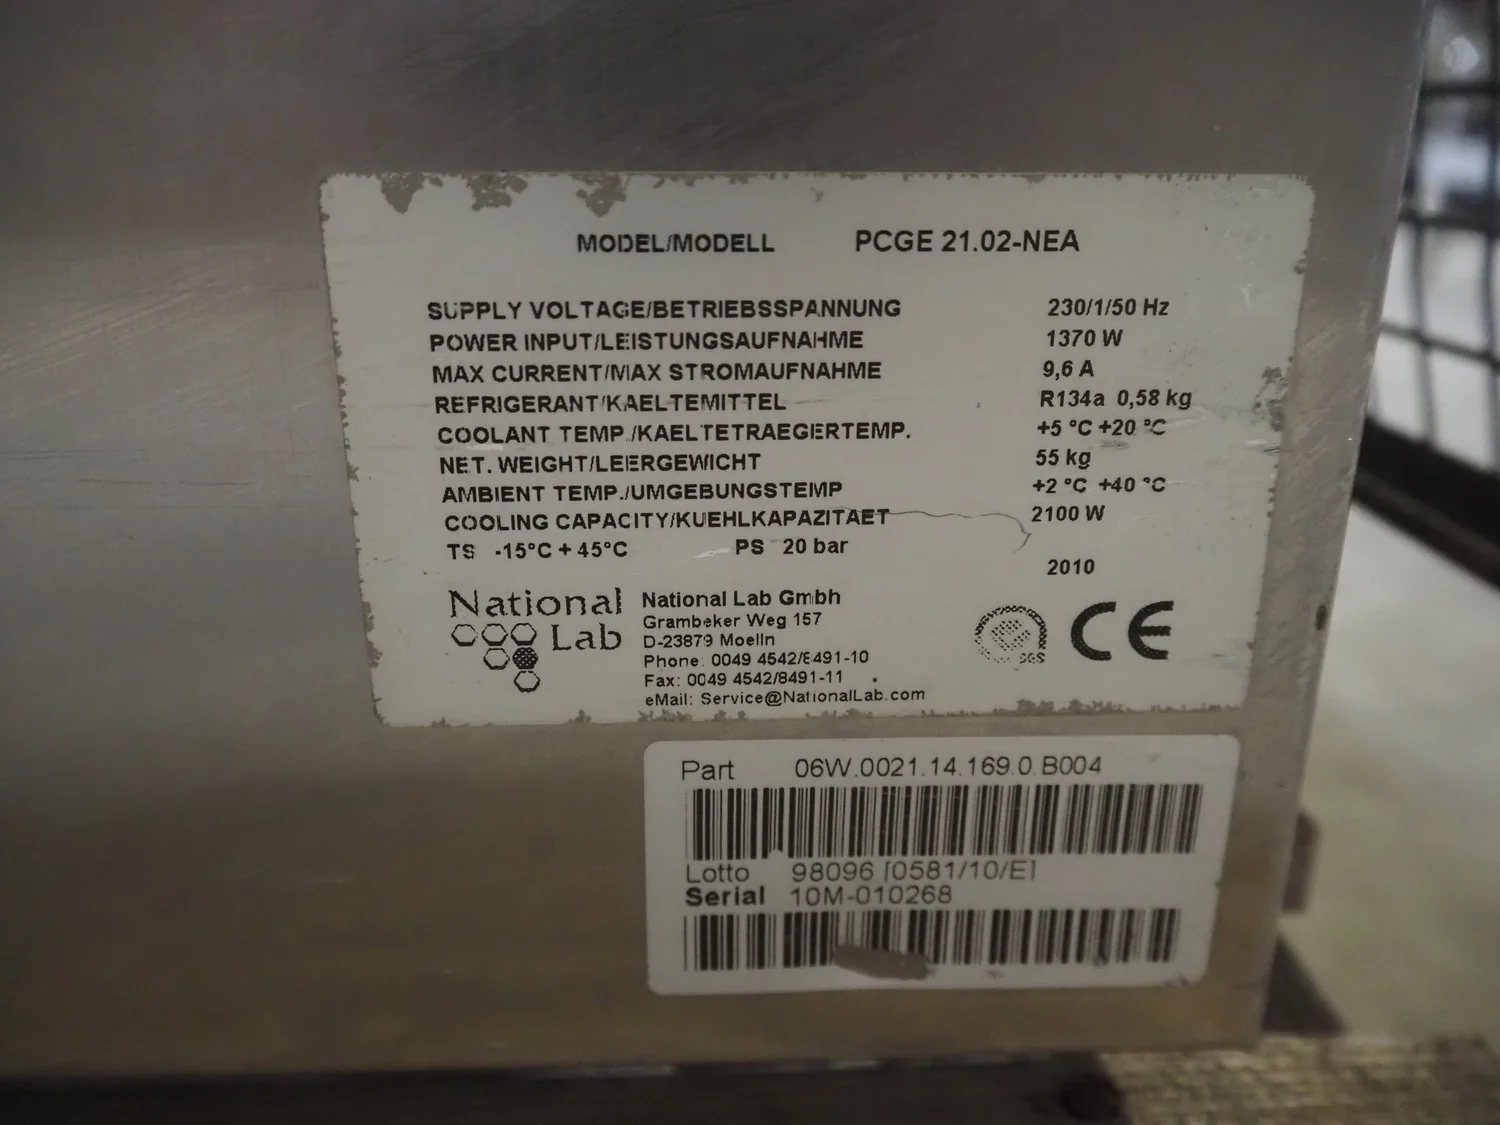 MODEL/MODELL PCGE 21.02-NEA
SUPPLY VOLTAGE/BETRIEBSSPANNUNG 230/1/50 Hz
POWER INPUT/LEISTUNGSAUFNAHME 1370 W
MAX CURRENT/MAX STROMAUFNAHME 9,6 A
REFRIGERANT/KAELTEMITTEL R134a 0,58 kg
COOLANT TEMP./KAELTETRAEGERTEMP. +5 °C +20 °C
NET. WEIGHT/LEERGEWICHT 55 kg
AMBIENT TEMP./UMGEBUNGSTEMP +2 °C +40 °C
COOLING CAPACITY/KUEHLKAPAZITAET 2100 W
TS -15°C + 45°C PS 20 bar
2010
National Lab
National Lab Gmbh
Grambeker Weg 157
D-23879 Moelln
Phone: 0049 4542/8491-10
Fax: 0049 4542/8491-11
eMail: Service@NationalLab.com
SGS
CE
Part 06W.0021.14.169.0.B004
Lotto 98096 [0581/10/E]
Serial 10M-010268